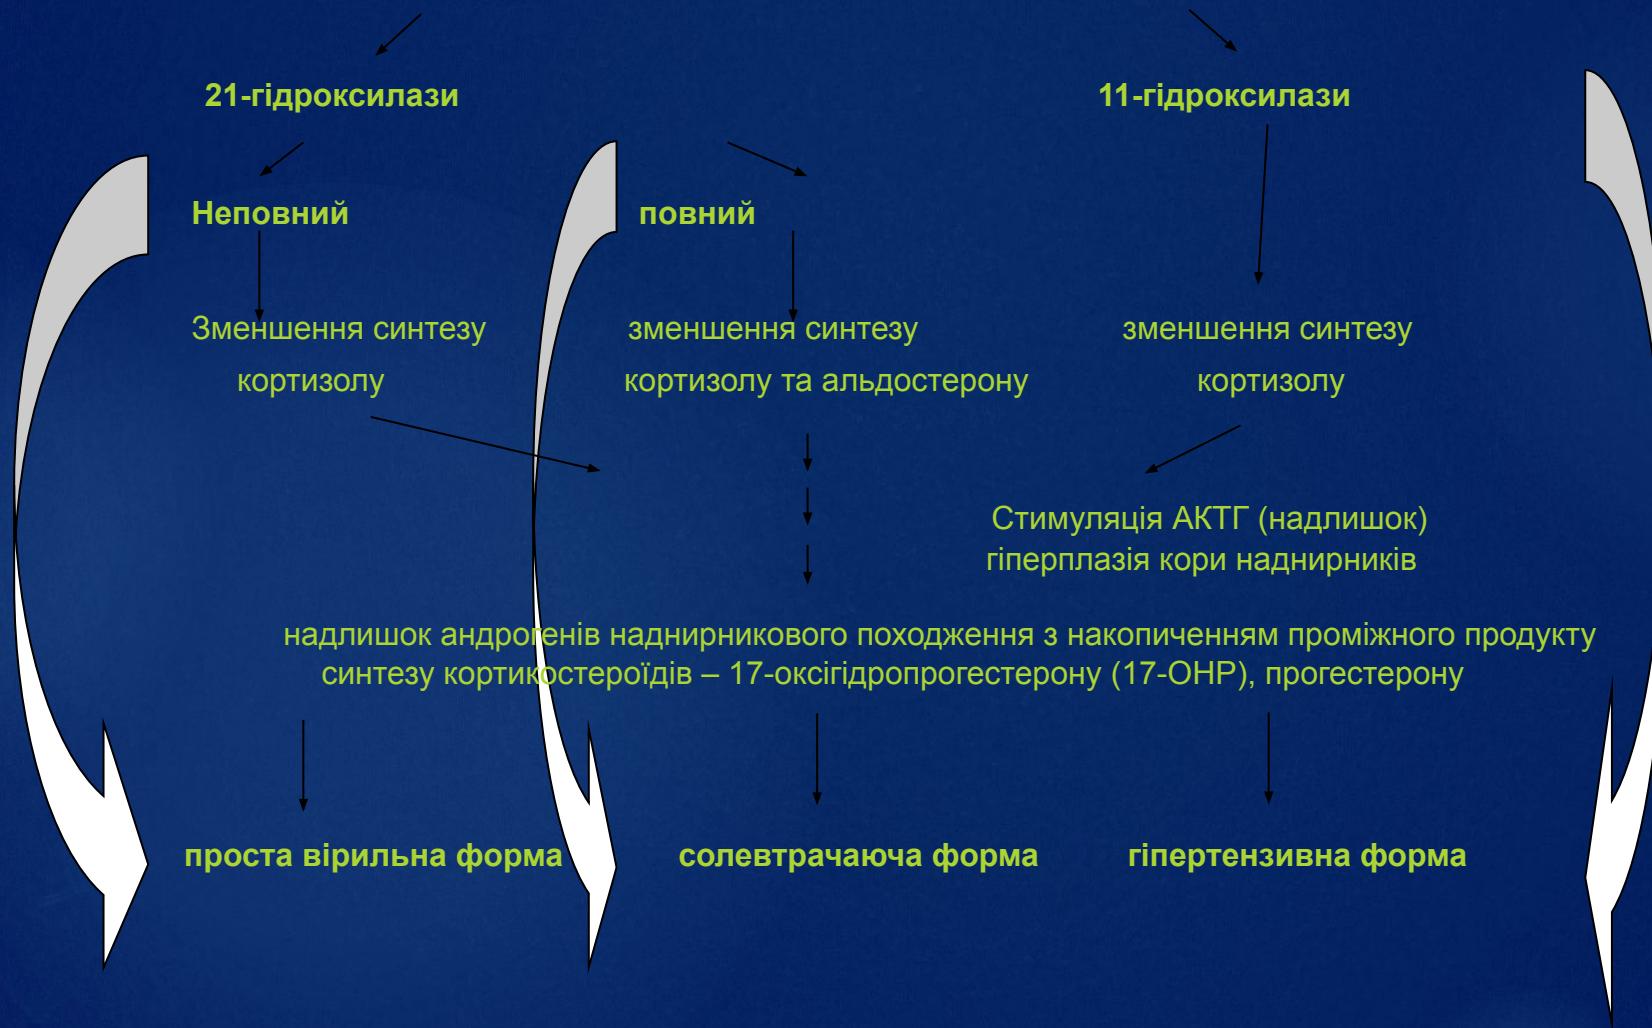 21-гідроксилази 11-гідроксилази
Неповний повний
Зменшення синтезу зменшення синтезу зменшення синтезу
кортизолу кортизолу та альдостерону кортизолу
Стимуляція АКТГ (надлишок)
гіперплазія кори наднирників
надлишок андрогенів наднирникового походження з накопиченням проміжного продукту
синтезу кортикостероїдів – 17-оксігідропрогестерону (17-ОНР), прогестерону
проста вірильна форма солевтрачаюча форма гіпертензивна форма